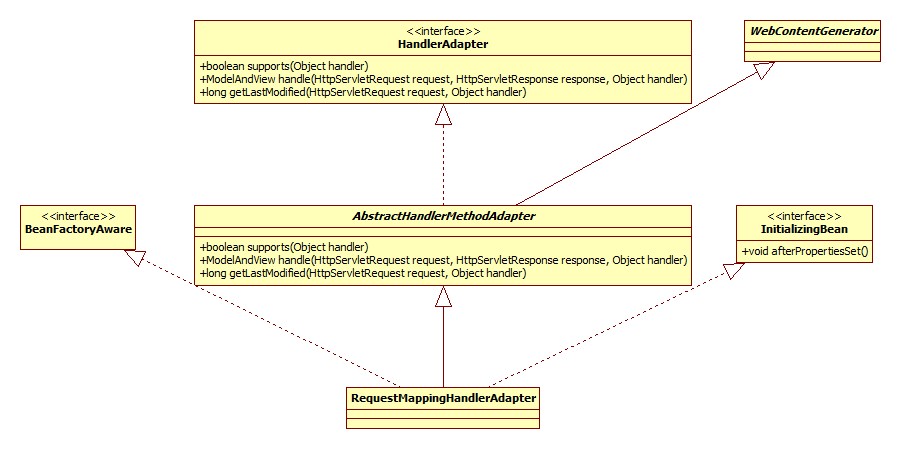 <<interface>>
HandlerAdapter
+boolean supports(Object handler)
+ModelAndView handle(HttpServletRequest request, HttpServletResponse response, Object handler)
+long getLastModified(HttpServletRequest request, Object handler)
WebContentGenerator
<<interface>>
BeanFactoryAware
AbstractHandlerMethodAdapter
+boolean supports(Object handler)
+ModelAndView handle(HttpServletRequest request, HttpServletResponse response, Object handler)
+long getLastModified(HttpServletRequest request, Object handler)
<<interface>>
InitializingBean
+void afterPropertiesSet()
RequestMappingHandlerAdapter